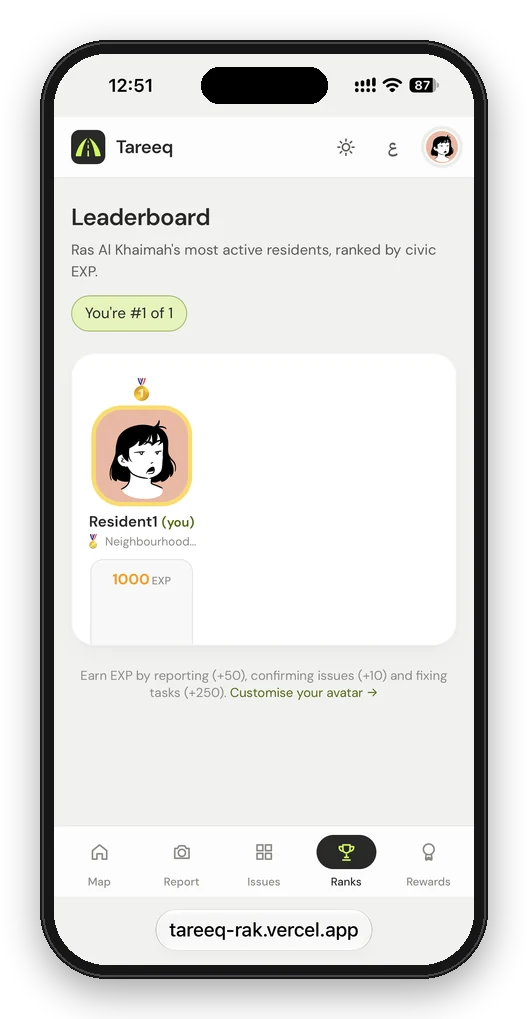 12:51
87
Tareeq
ع
Leaderboard
Ras Al Khaimah's most active residents, ranked by civic
EXP.
You're #1 of 1
1
Resident1 (you)
Neighbourhood...
1000 EXP
Earn EXP by reporting (+50), confirming issues (+10) and fixing
tasks (+250). Customise your avatar →
Map
Report
Issues
Ranks
Rewards
tareeq-rak.vercel.app